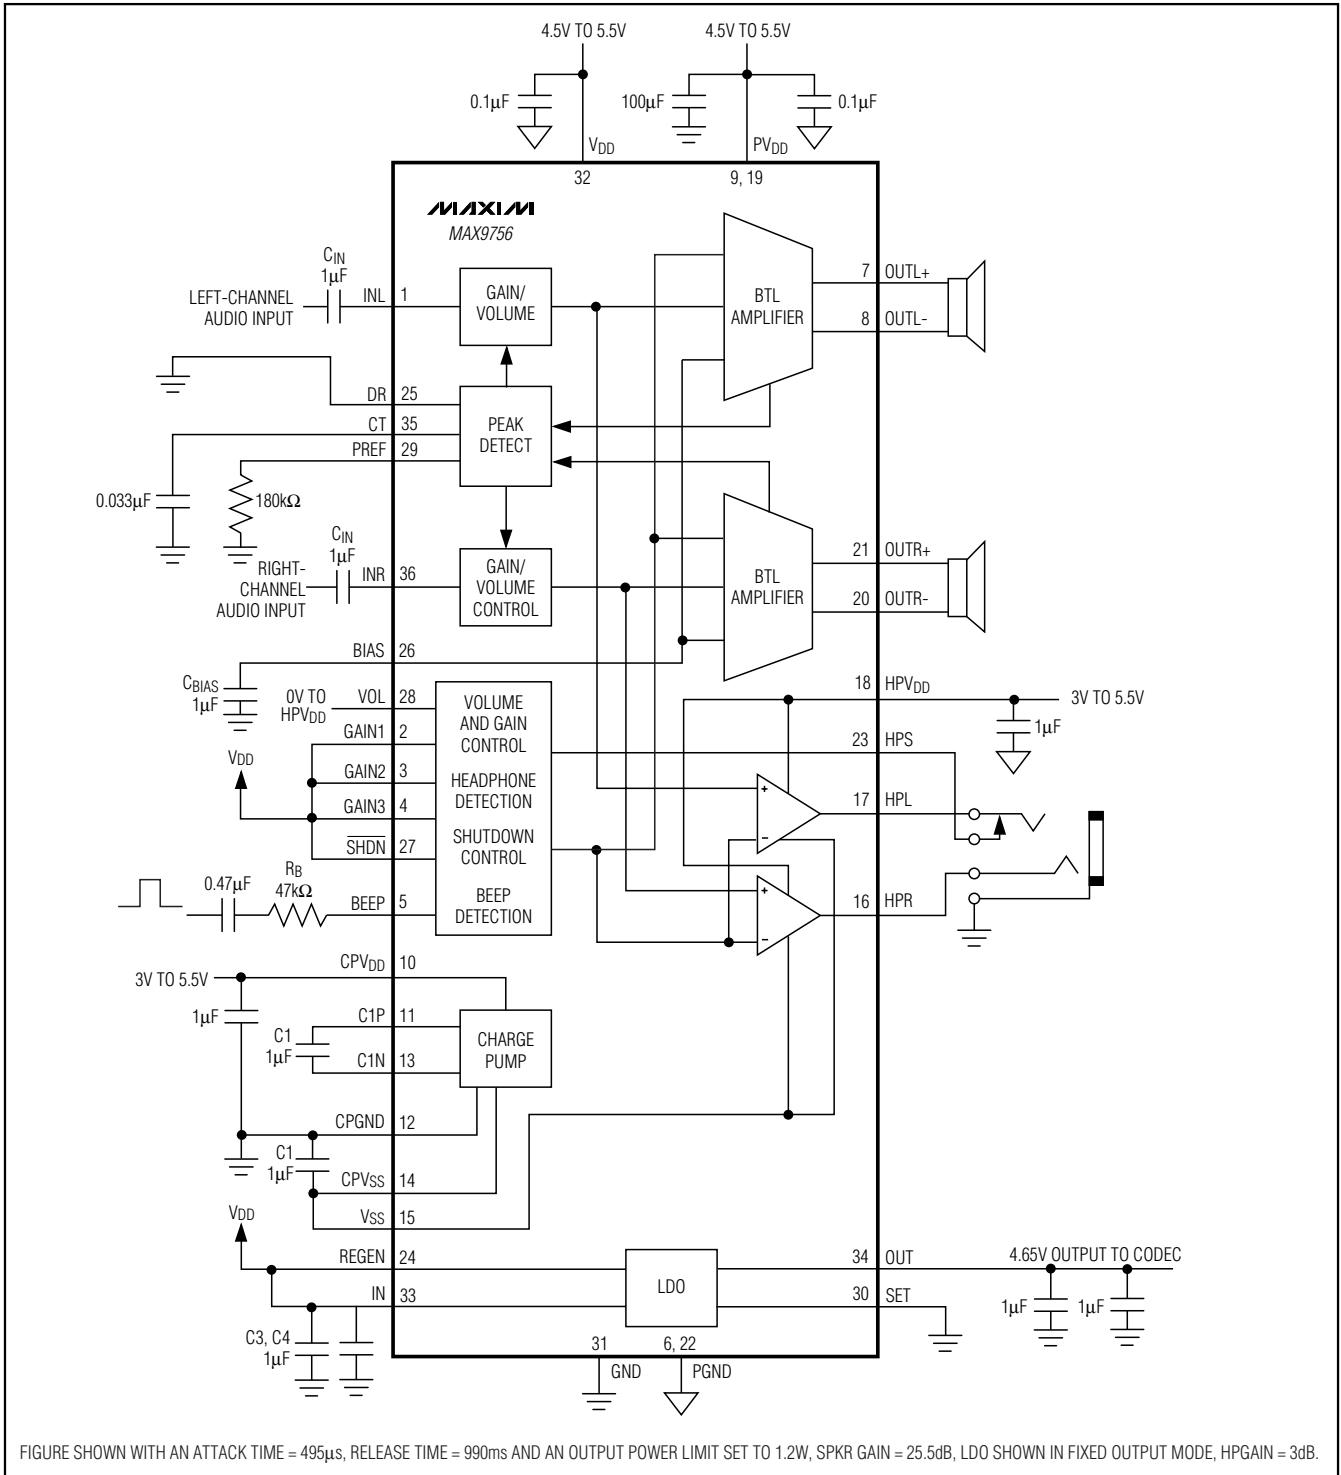 4.5V TO 5.5V
4.5V TO 5.5V
0.1µF
100µF
0.1µF
VDD
PVDD
32
9, 19
MAXIM
MAX9756
CIN
1µF
LEFT-CHANNEL
AUDIO INPUT
INL
1
GAIN/
VOLUME
BTL
AMPLIFIER
7
OUTL+
8
OUTL-
DR
25
CT
35
PREF
29
PEAK
DETECT
0.033µF
180kΩ
CIN
1µF
RIGHT-
CHANNEL
AUDIO INPUT
INR
36
GAIN/
VOLUME
CONTROL
BTL
AMPLIFIER
21
OUTR+
20
OUTR-
BIAS
26
CBIAS
1µF
0V TO
HPVDD
VOL
28
GAIN1
2
VDD
GAIN2
3
GAIN3
4
SHDN
27
VOLUME
AND GAIN
CONTROL
HEADPHONE
DETECTION
SHUTDOWN
CONTROL
BEEP
DETECTION
18
HPVDD
3V TO 5.5V
1µF
23
HPS
+
−
17
HPL
+
−
16
HPR
0.47µF
RB
47kΩ
BEEP
5
CPVDD
10
3V TO 5.5V
1µF
C1P
11
C1
1µF
C1N
13
CHARGE
PUMP
CPGND
12
C1
1µF
CPVSS
14
VSS
15
VDD
REGEN
24
IN
33
C3, C4
1µF
LDO
34
OUT
4.65V OUTPUT TO CODEC
30
SET
1µF
1µF
31
GND
6, 22
PGND
FIGURE SHOWN WITH AN ATTACK TIME = 495µs, RELEASE TIME = 990ms AND AN OUTPUT POWER LIMIT SET TO 1.2W, SPKR GAIN = 25.5dB, LDO SHOWN IN FIXED OUTPUT MODE, HPGAIN = 3dB.